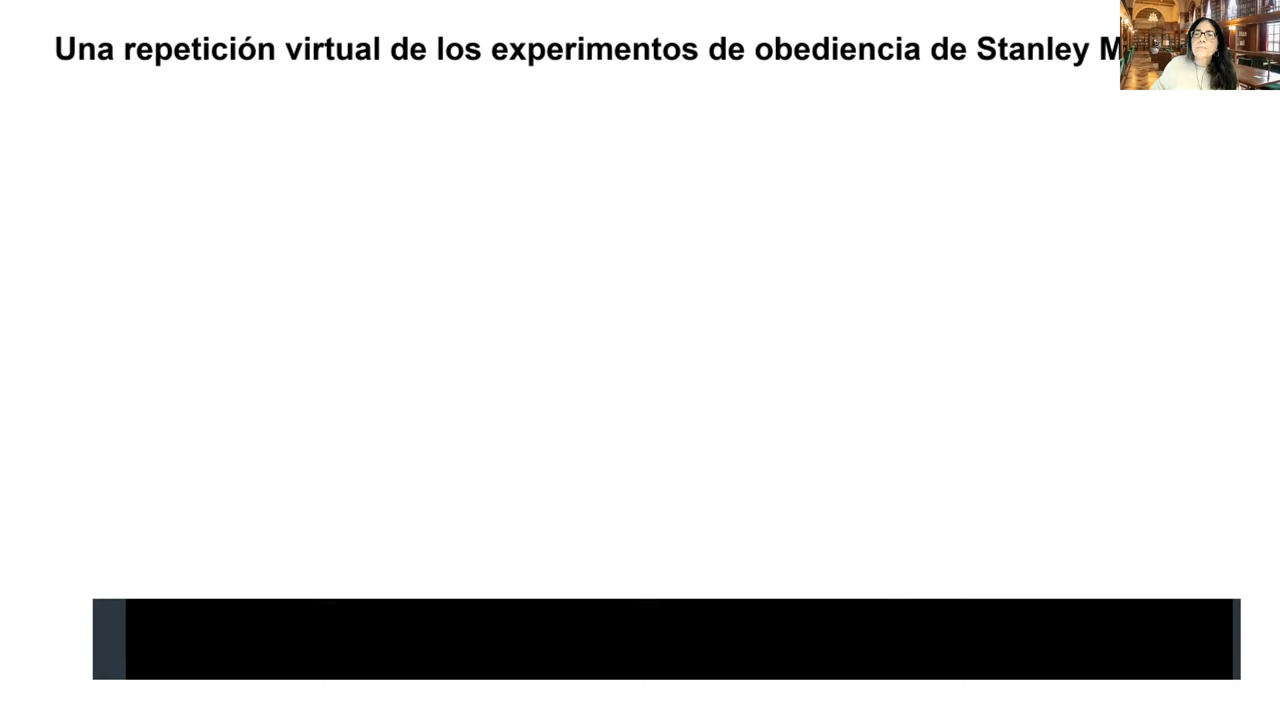 Una repetición virtual de los experimentos de obediencia de Stanley